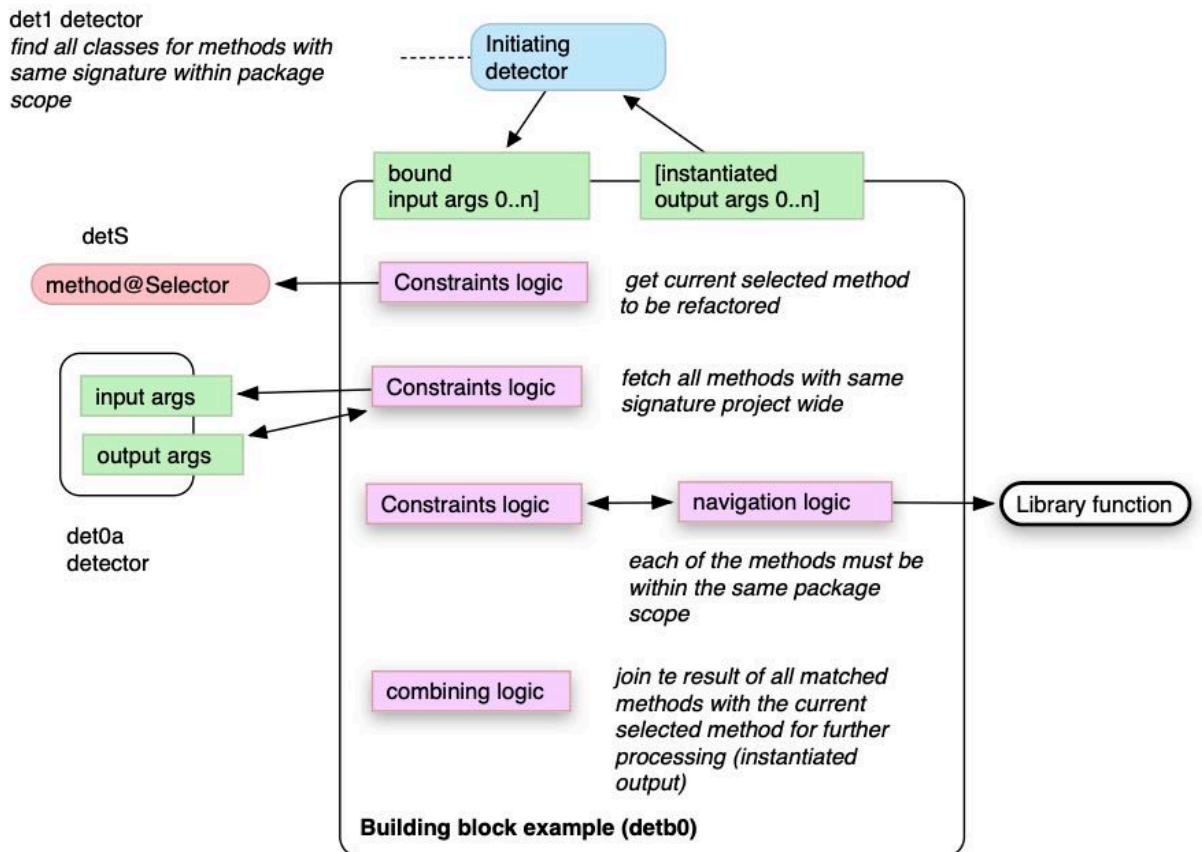 det1 detector
find all classes for methods with
same signature within package
scope
Initiating
detector
bound
input args 0..n]
[instantiated
output args 0..n]
detS
method@Selector
Constraints logic
get current selected method
to be refactored
input args
output args
Constraints logic
fetch all methods with same
signature project wide
det0a
detector
Constraints logic
navigation logic
Library function
each of the methods must be
within the same package
scope
combining logic
join te result of all matched
methods with the current
selected method for further
processing (instantiated
output)
Building block example (detb0)